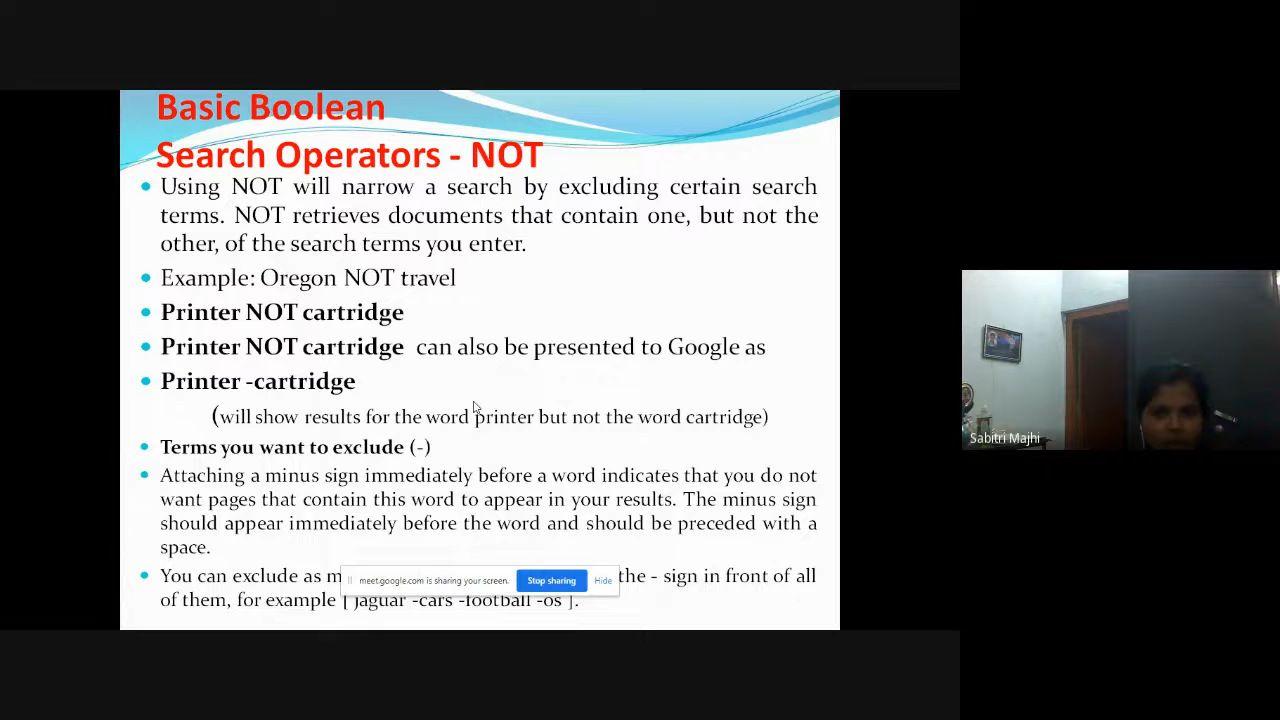 Basic Boolean
Search Operators - NOT
• Using NOT will narrow a search by excluding certain search
terms. NOT retrieves documents that contain one, but not the
other, of the search terms you enter.
• Example: Oregon NOT travel
• Printer NOT cartridge
• Printer NOT cartridge can also be presented to Google as
• Printer -cartridge
(will show results for the word printer but not the word cartridge)
• Terms you want to exclude (-)
• Attaching a minus sign immediately before a word indicates that you do not
want pages that contain this word to appear in your results. The minus sign
should appear immediately before the word and should be preceded with a
space.
• You can exclude as the - sign in front of all
of them, for example [ jaguar -cars -football -os ].
meet.google.com is sharing your screen. Stop sharing Hide
Sabitri Majhi